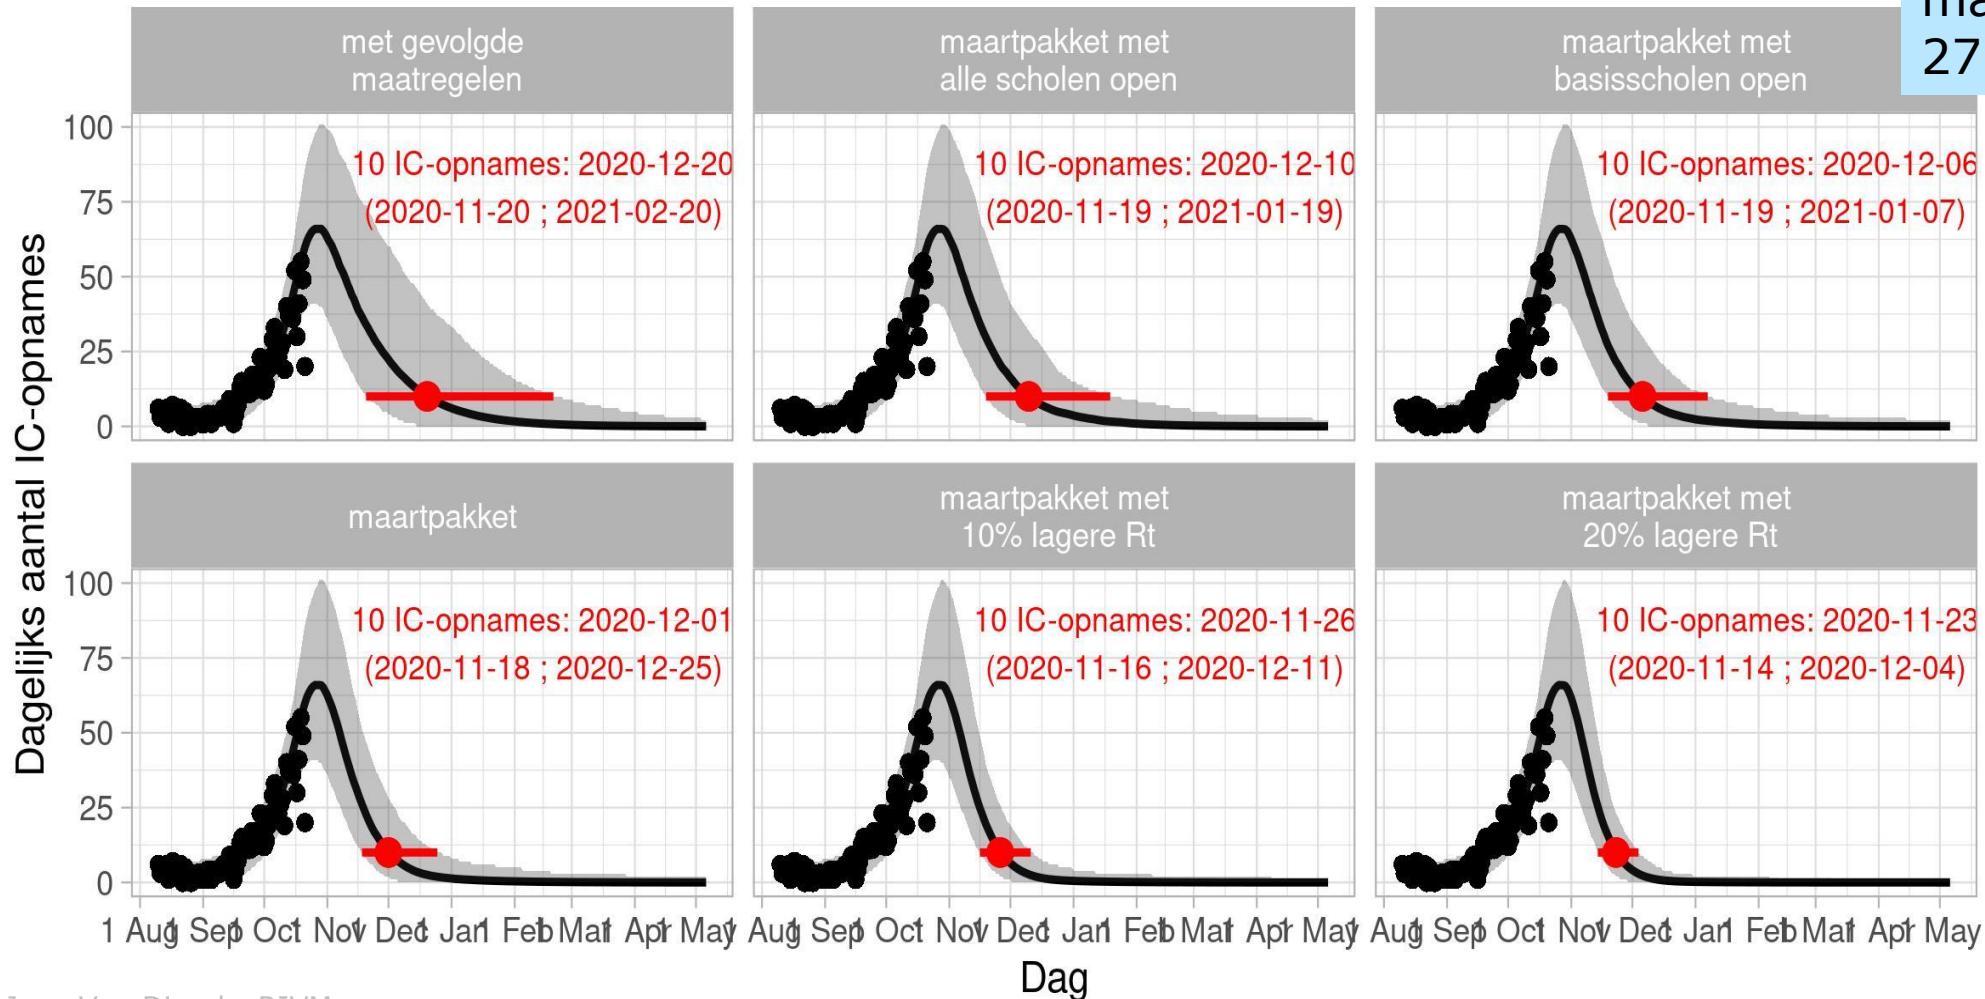 27
met gevolgde
maatregelen
maartpakket met
alle scholen open
maartpakket met
basisscholen open
Dagelijks aantal IC-opnames
100
75
50
25
0
10 IC-opnames: 2020-12-20
(2020-11-20 ; 2021-02-20)
10 IC-opnames: 2020-12-10
(2020-11-19 ; 2021-01-19)
10 IC-opnames: 2020-12-06
(2020-11-19 ; 2021-01-07)
maartpakket
maartpakket met
10% lagere Rt
maartpakket met
20% lagere Rt
100
75
50
25
0
10 IC-opnames: 2020-12-01
(2020-11-18 ; 2020-12-25)
10 IC-opnames: 2020-11-26
(2020-11-16 ; 2020-12-11)
10 IC-opnames: 2020-11-23
(2020-11-14 ; 2020-12-04)
1 Aug 1 Sep 1 Oct 1 Nov 1 Dec 1 Jan 1 Feb 1 Mar 1 Apr 1 May
1 Aug 1 Sep 1 Oct 1 Nov 1 Dec 1 Jan 1 Feb 1 Mar 1 Apr 1 May
1 Aug 1 Sep 1 Oct 1 Nov 1 Dec 1 Jan 1 Feb 1 Mar 1 Apr 1 May
Dag